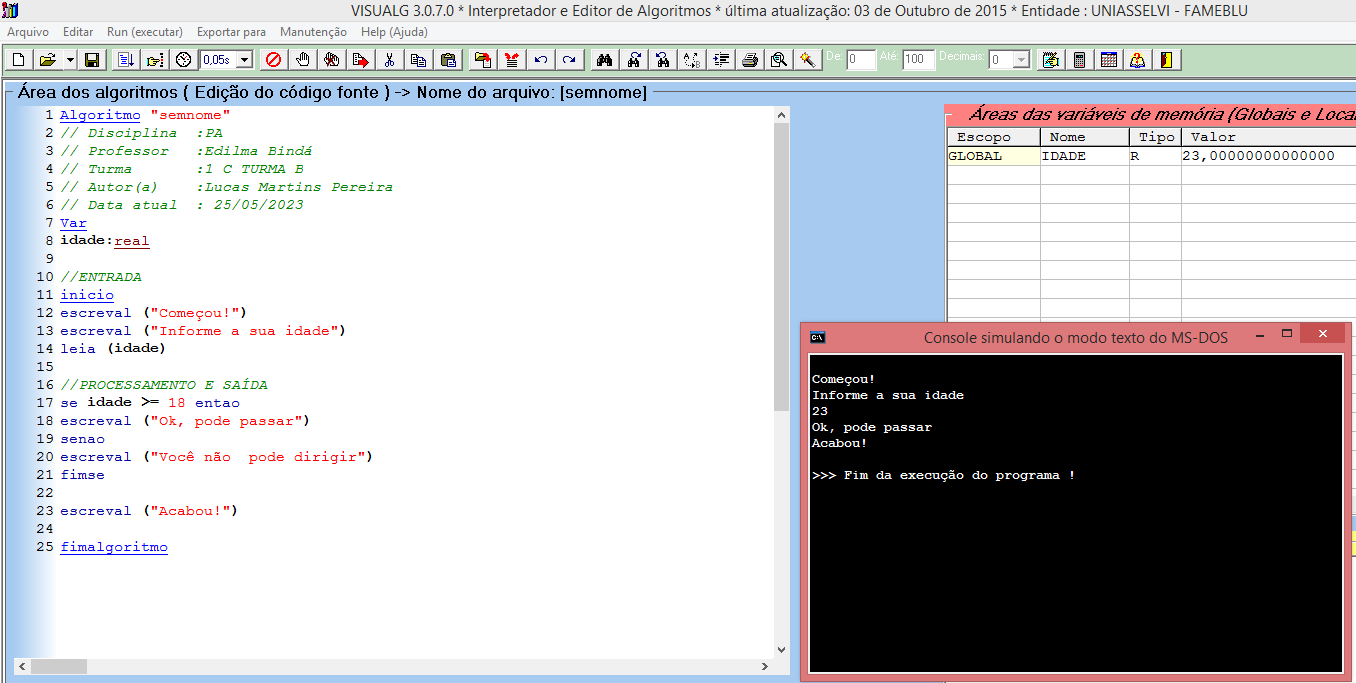 VISUALG 3.0.7.0 * Interpretador e Editor de Algoritmos * última atualização: 03 de Outubro de 2015 * Entidade : UNIASSELVI - FAMEBLU
Arquivo Editar Run (executar) Exportar para Manutenção Help (Ajuda)
0,05s De: 0 Até: 100 Decimais: 0
Área dos algoritmos ( Edição do código fonte ) -> Nome do arquivo: [semnome]
1 Algoritmo "semnome"
2 // Disciplina :PA
3 // Professor :Edilma Bindá
4 // Turma :1 C TURMA B
5 // Autor(a) :Lucas Martins Pereira
6 // Data atual : 25/05/2023
7 Var
8 idade:real
9
10 //ENTRADA
11 inicio
12 escreval ("Começou!")
13 escreval ("Informe a sua idade")
14 leia (idade)
15
16 //PROCESSAMENTO E SAÍDA
17 se idade >= 18 entao
18 escreval ("Ok, pode passar")
19 senao
20 escreval ("Você não  pode dirigir")
21 fimse
22
23 escreval ("Acabou!")
24
25 fimalgoritmo
Áreas das variáveis de memória (Globais e Loca
Escopo Nome Tipo Valor
GLOBAL IDADE R 23,00000000000000
Console simulando o modo texto do MS-DOS
Começou!
Informe a sua idade
23
Ok, pode passar
Acabou!
>>> Fim da execução do programa !